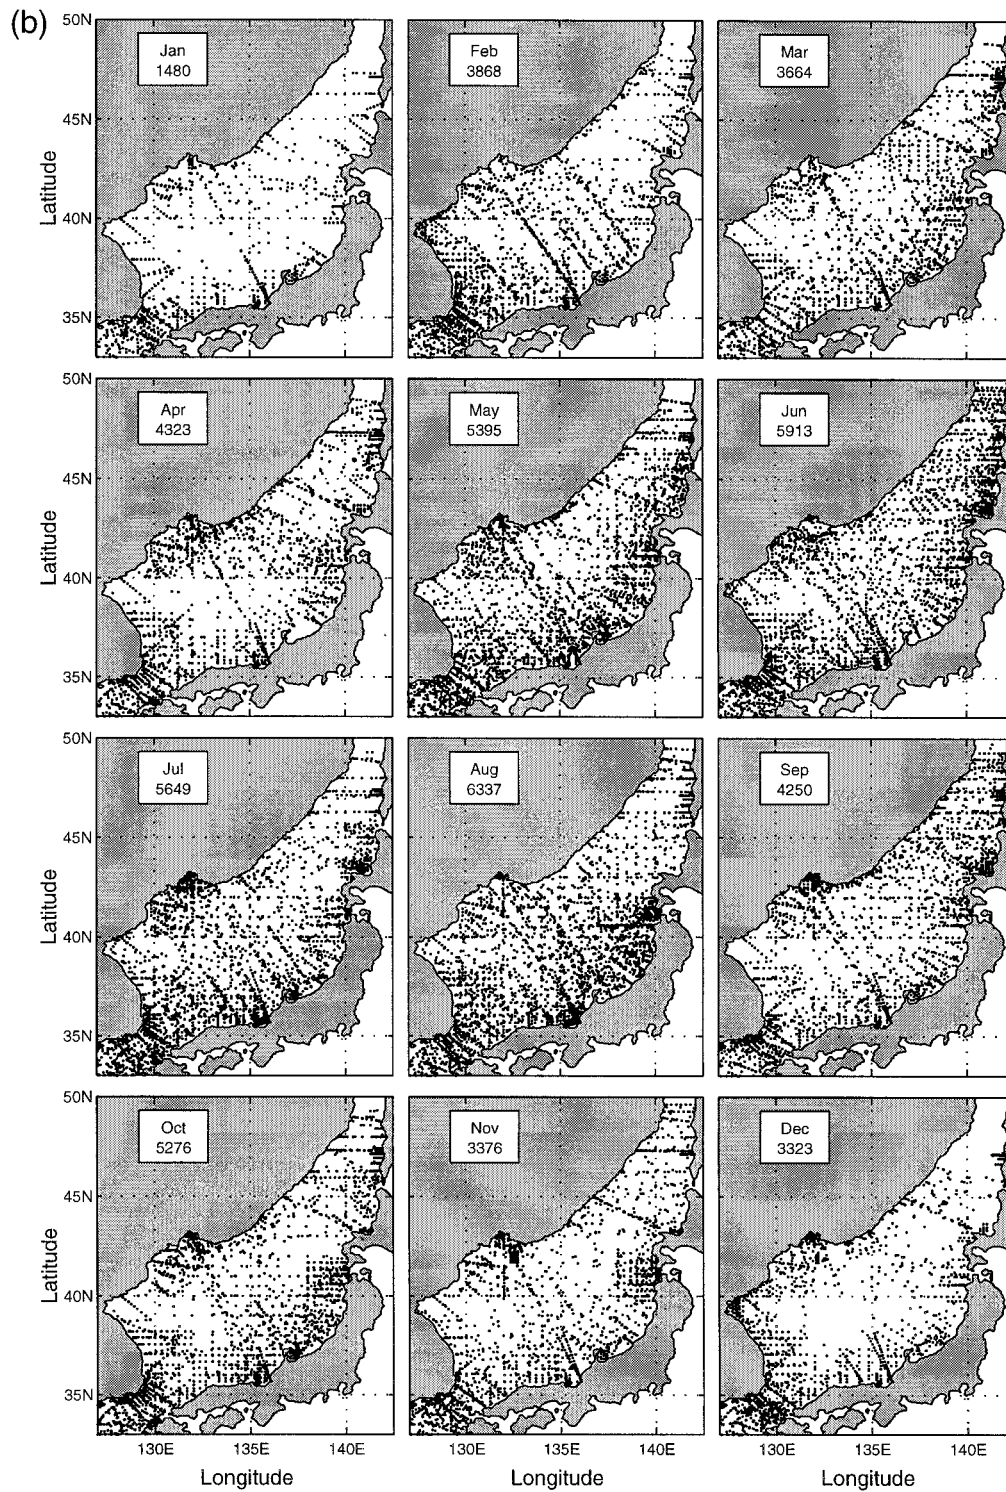 (b)
50N
Jan
1480
Feb
3868
Mar
3664
45N
Latitude
40N
35N
50N
Apr
4323
May
5395
Jun
5913
45N
Latitude
40N
35N
50N
Jul
5649
Aug
6337
Sep
4250
45N
Latitude
40N
35N
50N
Oct
5276
Nov
3376
Dec
3323
45N
Latitude
40N
35N
130E 135E 140E 130E 135E 140E 130E 135E 140E
Longitude Longitude Longitude